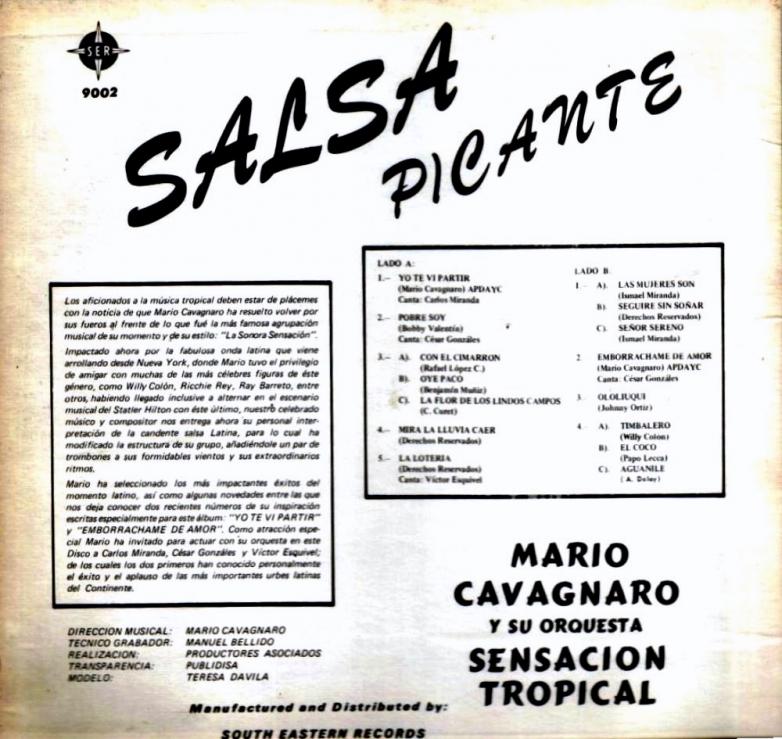 SER
9002
SALSA
PICANTE
Los aficionados a la música tropical deben estar de plácemes
con la noticia de que Mario Cavagnaro ha resuelto volver por
sus fueros al frente de lo que fué la más famosa agrupación
musical de su momento y de su estilo: "La Sonora Sensación".
Impactado ahora por la fabulosa onda latina que viene
arrollando desde Nueva York, donde Mario tuvo el privilegio
de amigar con muchas de las más célebres figuras de éste
género, como Willy Colón, Ricchie Rey, Ray Barreto, entre
otros, habiendo llegado inclusive a alternar en el escenario
musical del Statler Hilton con éste último, nuestro celebrado
músico y compositor nos entrega ahora su personal inter-
pretación de la candente salsa Latina, para lo cual ha
modificado la estructura de su grupo, añadiéndole un par de
trombones a sus formidables vientos y sus extraordinarios
ritmos.
Mario ha seleccionado los más impactantes éxitos del
momento latino, así como algunas novedades entre las que
nos deja conocer dos recientes números de su inspiración
escritas especialmente para éste álbum: "YO TE VI PARTIR"
y "EMBORRACHAME DE AMOR". Como atracción espe-
cial Mario ha invitado para actuar con su orquesta en este
Disco a Carlos Miranda, César Gonzáles y Víctor Esquivel;
de los cuales los dos primeros han conocido personalmente
el éxito y el aplauso de las más importantes urbes latinas
del Continente.
LADO A:
1.- YO TE VI PARTIR
(Mario Cavagnaro) APDAYC
Canta: Carlos Miranda
2.- POBRE SOY
(Bobby Valentín)
Canta: César Gonzáles
3.- A). CON EL CIMARRON
(Rafael López C.)
B). OYE PACO
(Benjamín Muñiz)
C). LA FLOR DE LOS LINDOS CAMPOS
(C. Curet)
4.- MIRA LA LLUVIA CAER
(Derechos Reservados)
5.- LA LOTERIA
(Derechos Reservados)
Canta: Víctor Esquivel
LADO B:
1.- A). LAS MUJERES SON
(Ismael Miranda)
B). SEGUIRE SIN SOÑAR
(Derechos Reservados)
C). SEÑOR SERENO
(Ismael Miranda)
2. EMBORRACHAME DE AMOR
(Mario Cavagnaro) APDAYC
Canta: César Gonzáles
3. OLOLIUQUI
(Johnny Ortiz)
4.- A). TIMBALERO
(Willy Colón)
B). EL COCO
(Papo Lecca)
C). AGUANILE
( A. Doley)
MARIO
CAVAGNARO
Y SU ORQUESTA
SENSACION
TROPICAL
DIRECCION MUSICAL: MARIO CAVAGNARO
TECNICO GRABADOR: MANUEL BELLIDO
REALIZACION: PRODUCTORES ASOCIADOS
TRANSPARENCIA: PUBLIDISA
MODELO: TERESA DAVILA
Manufactured and Distributed by:
SOUTH EASTERN RECORDS